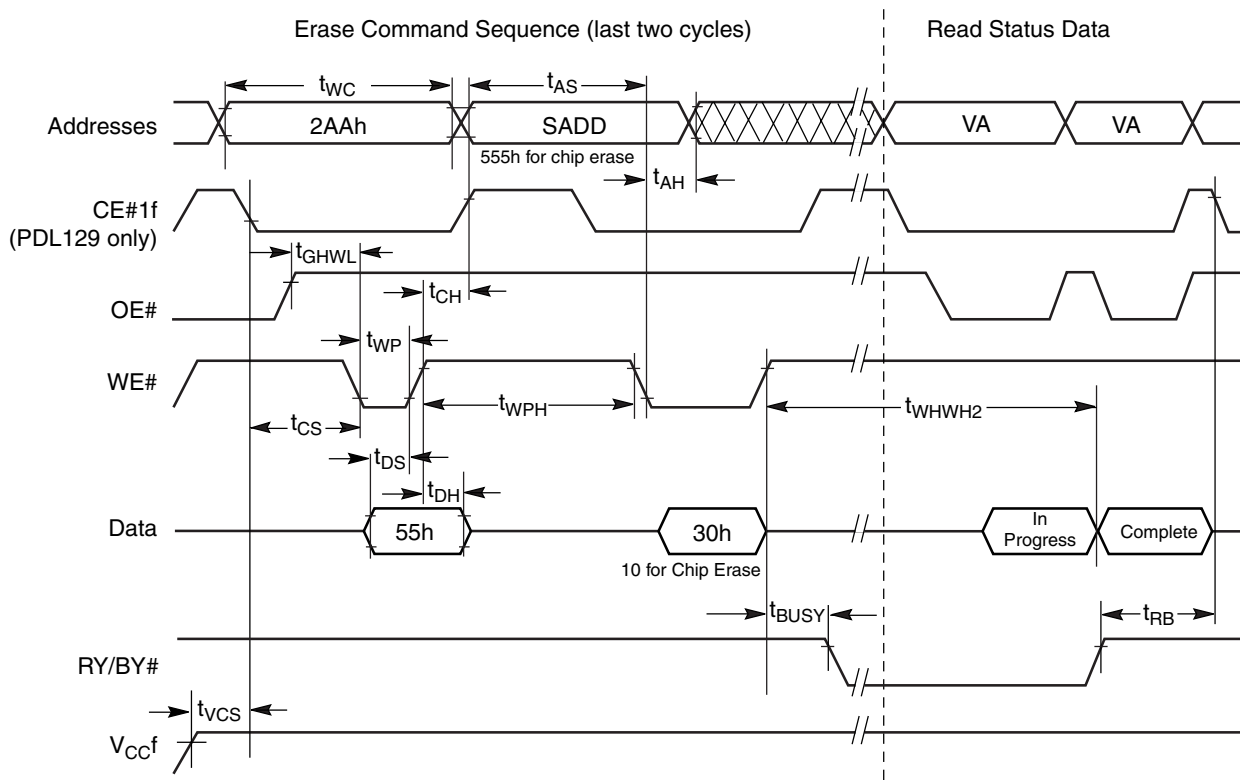 Erase Command Sequence (last two cycles)
Read Status Data
tWC
tAS
Addresses
2AAh
SADD
VA
VA
555h for chip erase
tAH
CE#1f
(PDL129 only)
tGHWL
tCH
OE#
tWP
WE#
tWPH
tWHWH2
tCS
tDS
tDH
Data
55h
30h
In
Progress
Complete
10 for Chip Erase
tBUSY
tRB
RY/BY#
tVCS
VCCf